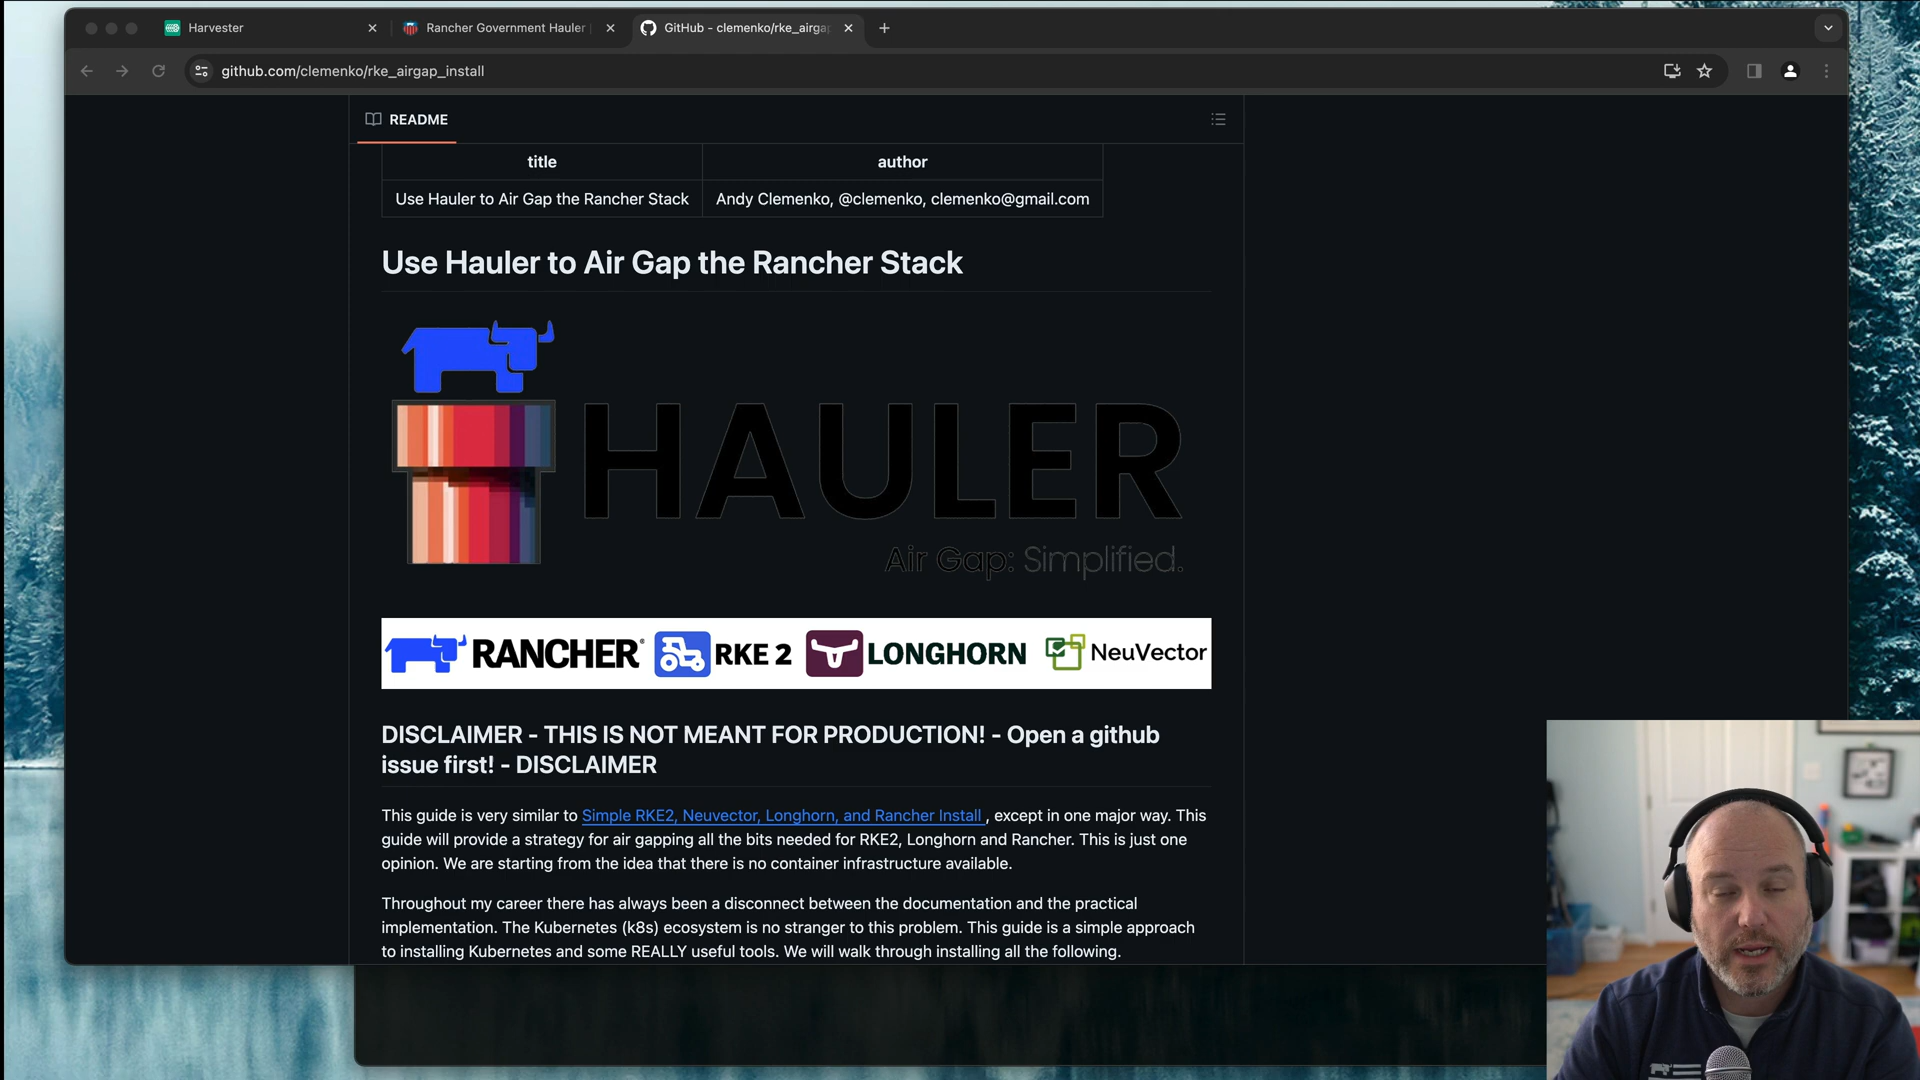 Harvester
Rancher Government Hauler
GitHub - clemenko/rke_airga
github.com/clemenko/rke_airgap_install
README
title author
Use Hauler to Air Gap the Rancher Stack Andy Clemenko, @clemenko, clemenko@gmail.com
Use Hauler to Air Gap the Rancher Stack
HAULER
Air Gap: Simplified.
RANCHER® RKE 2 LONGHORN NeuVector
DISCLAIMER - THIS IS NOT MEANT FOR PRODUCTION! - Open a github
issue first! - DISCLAIMER
This guide is very similar to Simple RKE2, Neuvector, Longhorn, and Rancher Install , except in one major way. This
guide will provide a strategy for air gapping all the bits needed for RKE2, Longhorn and Rancher. This is just one
opinion. We are starting from the idea that there is no container infrastructure available.
Throughout my career there has always been a disconnect between the documentation and the practical
implementation. The Kubernetes (k8s) ecosystem is no stranger to this problem. This guide is a simple approach
to installing Kubernetes and some REALLY useful tools. We will walk through installing all the following.